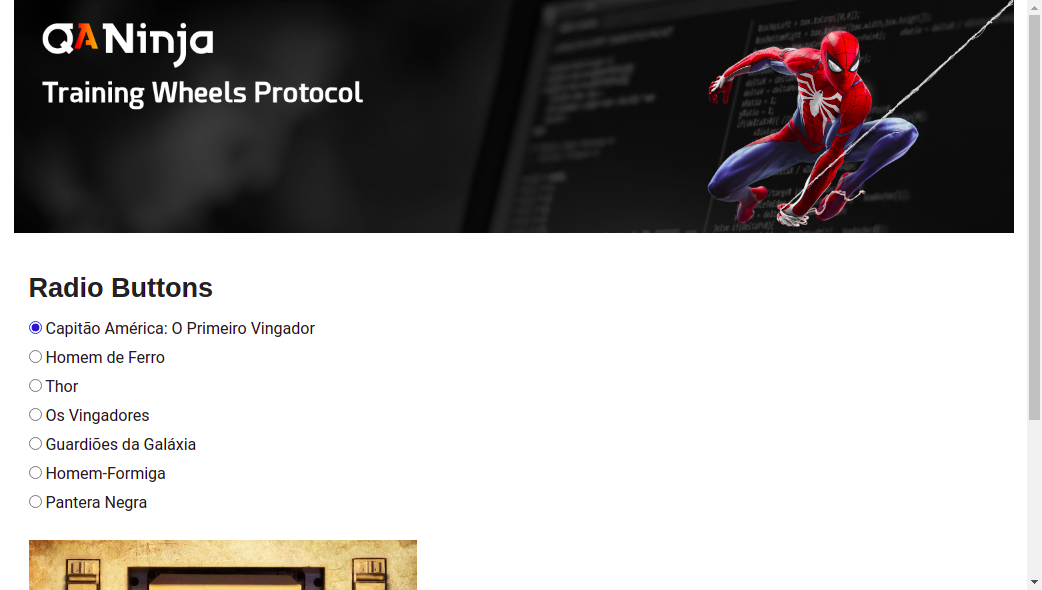 QANinja
Training Wheels Protocol
Radio Buttons
Capitão América: O Primeiro Vingador
Homem de Ferro
Thor
Os Vingadores
Guardiões da Galáxia
Homem-Formiga
Pantera Negra